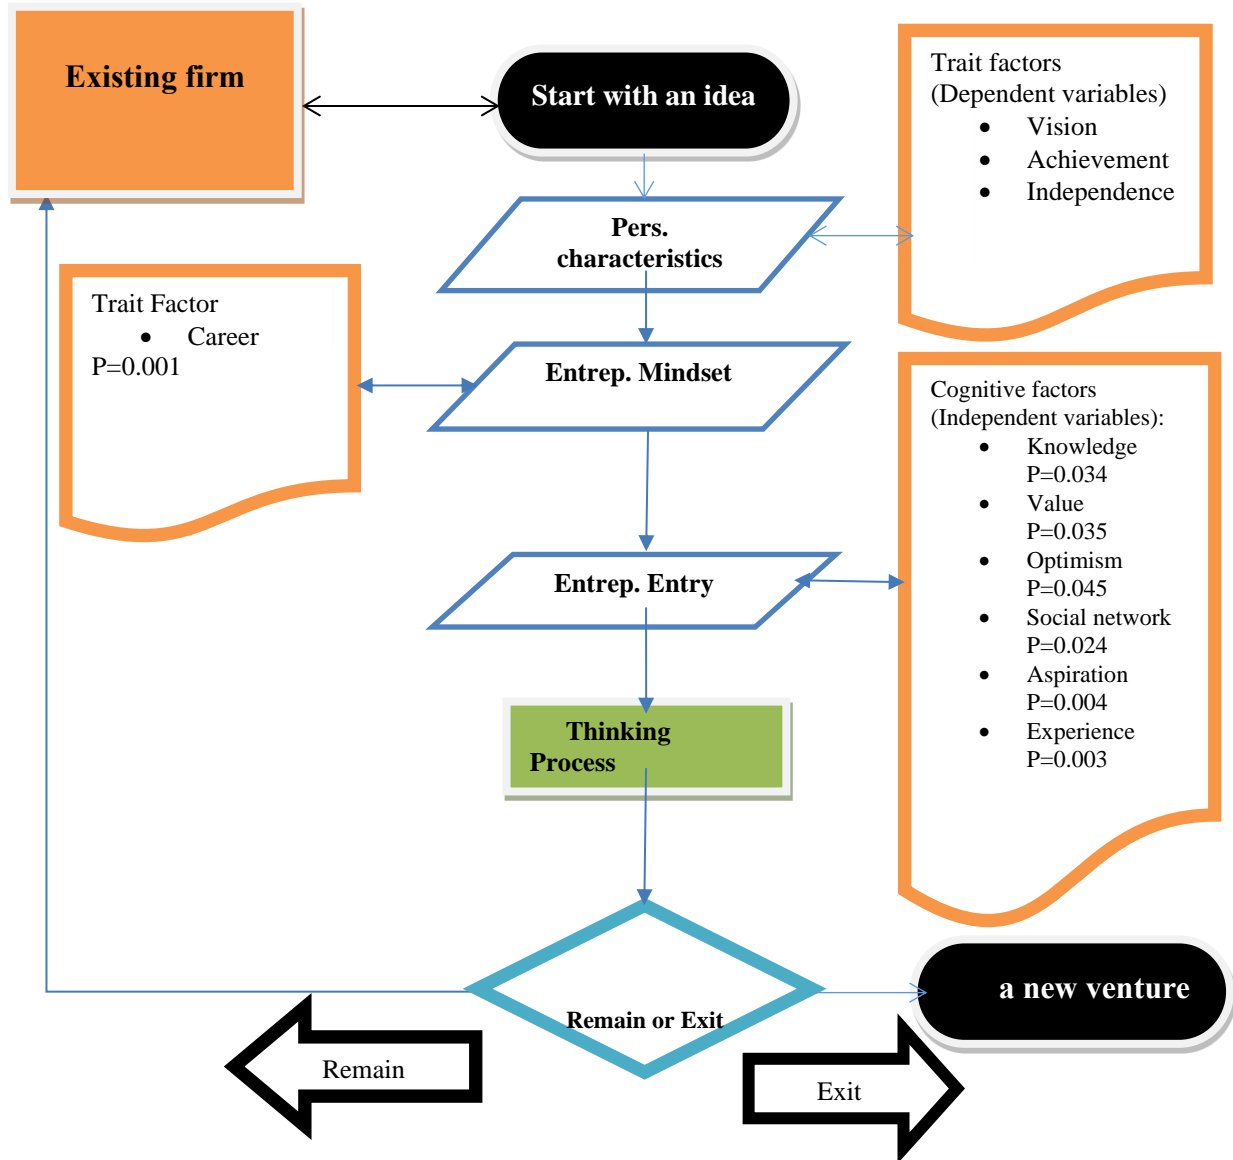 Existing firm
Start with an idea
Trait factors
(Dependent variables)
• Vision
• Achievement
• Independence
Pers.
characteristics
Trait Factor
• Career
P=0.001
Entrep. Mindset
Cognitive factors
(Independent variables):
• Knowledge
P=0.034
• Value
P=0.035
• Optimism
P=0.045
• Social network
P=0.024
• Aspiration
P=0.004
• Experience
P=0.003
Entrep. Entry
Thinking
Process
Remain or Exit
a new venture
Remain
Exit